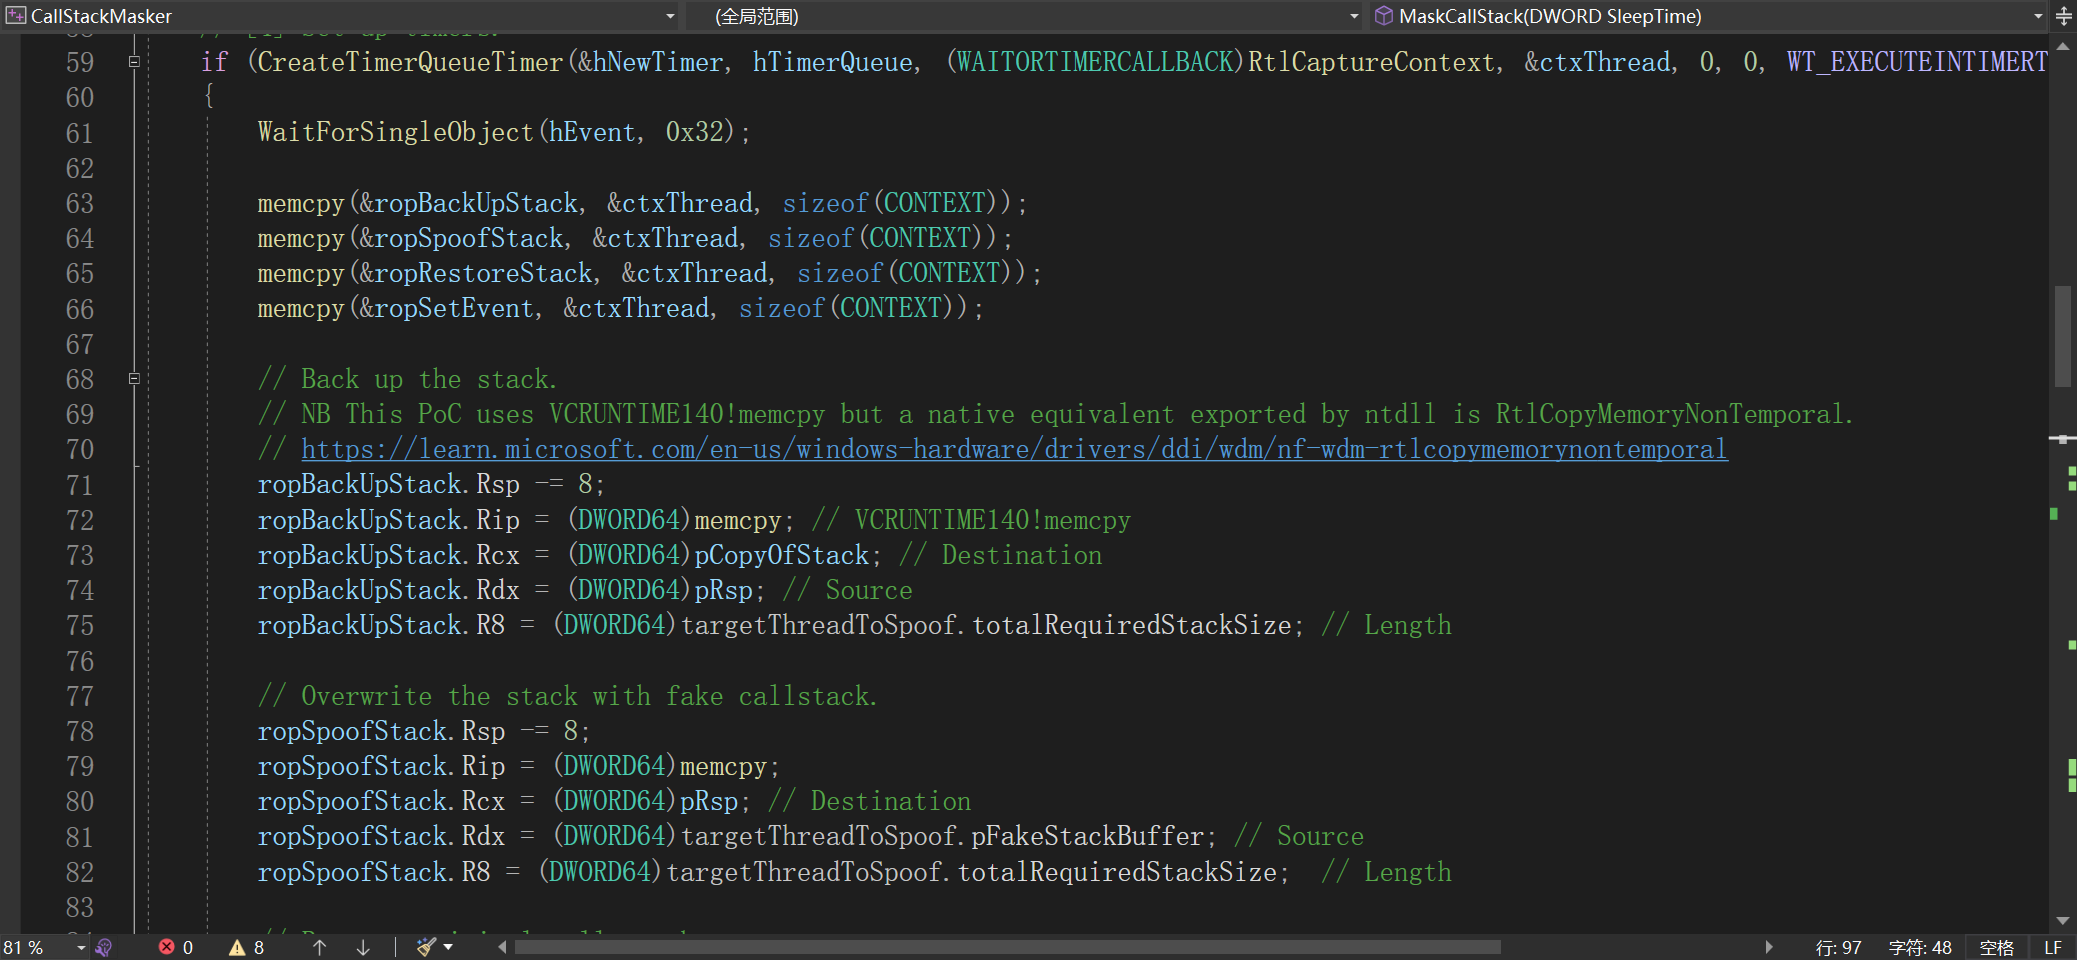 CallStackMasker (全局范围) MaskCallStack(DWORD SleepTime)
59 if (CreateTimerQueueTimer(&hNewTimer, hTimerQueue, (WAITORTIMERCALLBACK)RtlCaptureContext, &ctxThread, 0, 0, WT_EXECUTEINTIMERT
60 {
61 WaitForSingleObject(hEvent, 0x32);
62
63 memcpy(&ropBackUpStack, &ctxThread, sizeof(CONTEXT));
64 memcpy(&ropSpoofStack, &ctxThread, sizeof(CONTEXT));
65 memcpy(&ropRestoreStack, &ctxThread, sizeof(CONTEXT));
66 memcpy(&ropSetEvent, &ctxThread, sizeof(CONTEXT));
67
68 // Back up the stack.
69 // NB This PoC uses VCRUNTIME140!memcpy but a native equivalent exported by ntdll is RtlCopyMemoryNonTemporal.
70 // https://learn.microsoft.com/en-us/windows-hardware/drivers/ddi/wdm/nf-wdm-rtlcopymemorynontemporal
71 ropBackUpStack.Rsp -= 8;
72 ropBackUpStack.Rip = (DWORD64)memcpy; // VCRUNTIME140!memcpy
73 ropBackUpStack.Rcx = (DWORD64)pCopyOfStack; // Destination
74 ropBackUpStack.Rdx = (DWORD64)pRsp; // Source
75 ropBackUpStack.R8 = (DWORD64)targetThreadToSpoof.totalRequiredStackSize; // Length
76
77 // Overwrite the stack with fake callstack.
78 ropSpoofStack.Rsp -= 8;
79 ropSpoofStack.Rip = (DWORD64)memcpy;
80 ropSpoofStack.Rcx = (DWORD64)pRsp; // Destination
81 ropSpoofStack.Rdx = (DWORD64)targetThreadToSpoof.pFakeStackBuffer; // Source
82 ropSpoofStack.R8 = (DWORD64)targetThreadToSpoof.totalRequiredStackSize; // Length
83
81 % 0 8 行: 97 字符: 48 空格 LF